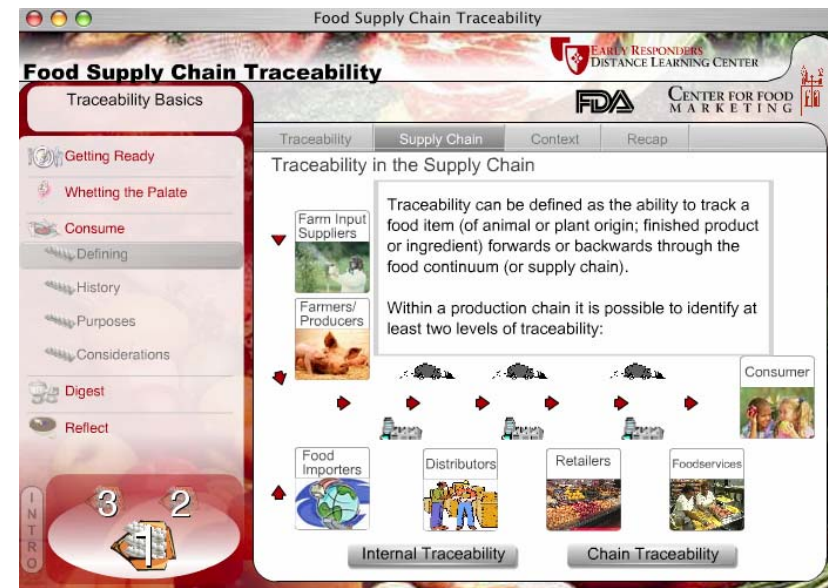 Food Supply Chain Traceability
EARLY RESPONDERS
DISTANCE LEARNING CENTER
Food Supply Chain Traceability
FDA
CENTER FOR FOOD
MARKETING
Traceability Basics
Getting Ready
Whetting the Palate
Consume
Defining
History
Purposes
Considerations
Digest
Reflect
3
2
1
INTRO
Traceability
Supply Chain
Context
Recap
Traceability in the Supply Chain
Traceability can be defined as the ability to track a
food item (of animal or plant origin; finished product
or ingredient) forwards or backwards through the
food continuum (or supply chain).
Within a production chain it is possible to identify at
least two levels of traceability:
Farm Input
Suppliers
Farmers/
Producers
Consumer
Food
Importers
Distributors
Retailers
Foodservices
Internal Traceability
Chain Traceability